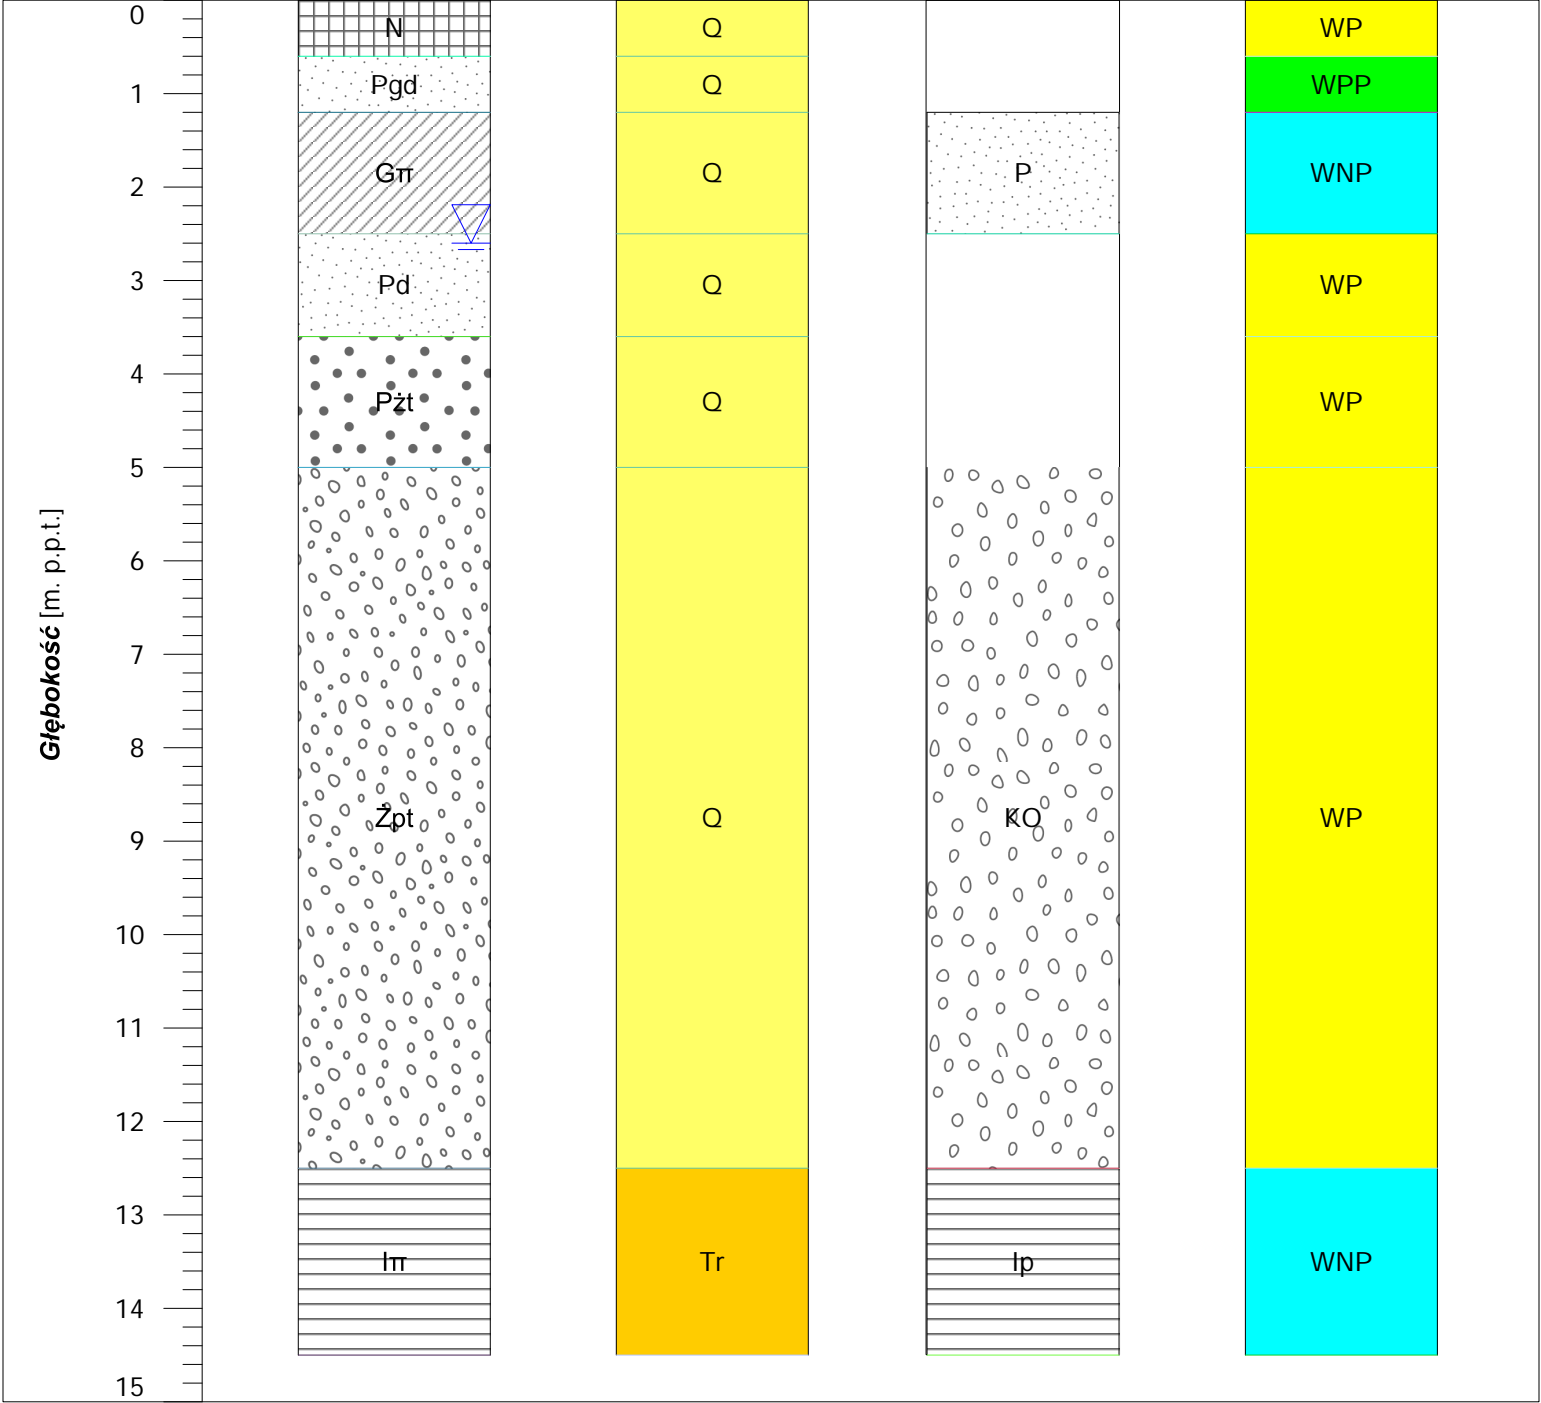 0
N
Q
WP
Pgd
Q
WPP
1
Gπ
Q
P
WNP
2
Pd
Q
WP
3
4
Pżt
Q
WP
5
Głębokość [m. p.p.t.]
6
7
8
Żpt
Q
KO
WP
9
10
11
12
13
Iπ
Tr
Ip
WNP
14
15